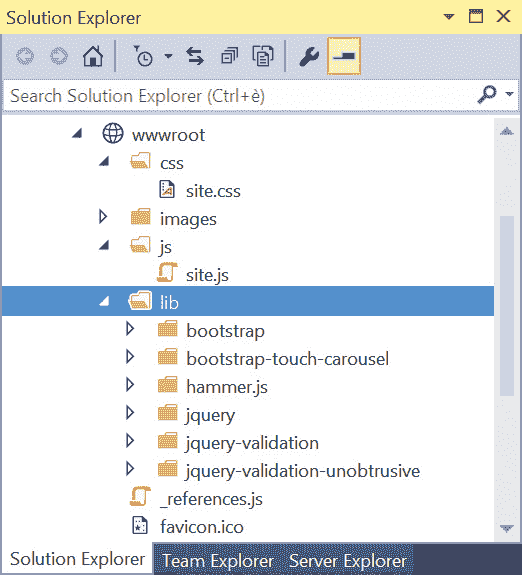 Solution Explorer
Search Solution Explorer (Ctrl+è)
wwwroot
css
site.css
images
js
site.js
lib
bootstrap
bootstrap-touch-carousel
hammer.js
jquery
jquery-validation
jquery-validation-unobtrusive
_references.js
favicon.ico
Solution Explorer Team Explorer Server Explorer